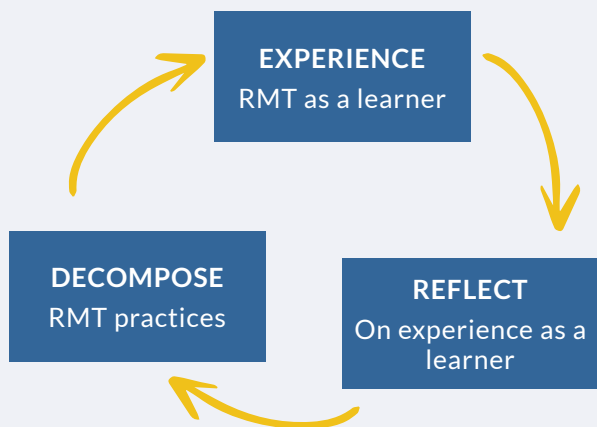 EXPERIENCE
RMT as a learner
REFLECT
On experience as a
learner
DECOMPOSE
RMT practices